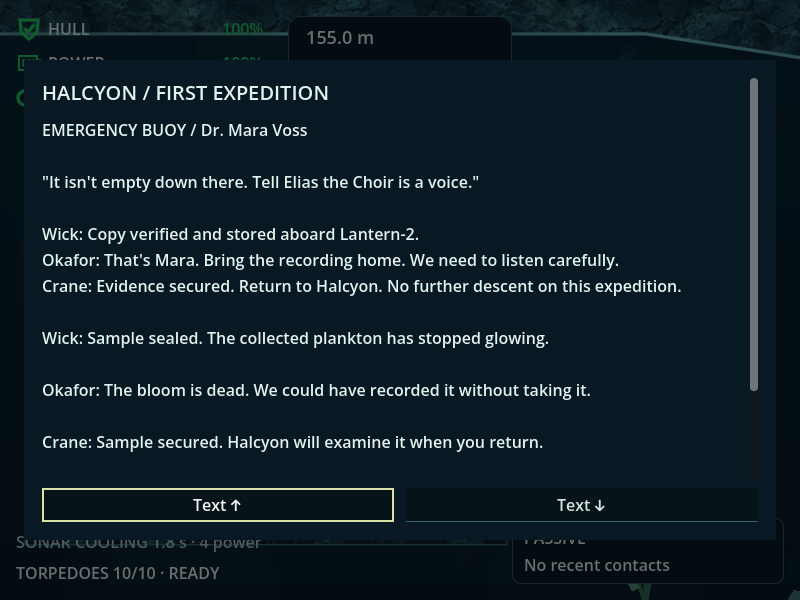 HULL 100%
155.0 m
POWER 100%
HALCYON / FIRST EXPEDITION
EMERGENCY BUOY / Dr. Mara Voss
"It isn't empty down there. Tell Elias the Choir is a voice."
Wick: Copy verified and stored aboard Lantern-2.
Okafor: That's Mara. Bring the recording home. We need to listen carefully.
Crane: Evidence secured. Return to Halcyon. No further descent on this expedition.
Wick: Sample sealed. The collected plankton has stopped glowing.
Okafor: The bloom is dead. We could have recorded it without taking it.
Crane: Sample secured. Halcyon will examine it when you return.
Text ↑
Text ↓
SONAR COOLING 1.8 s · 4 power
TORPEDOES 10/10 · READY
PASSIVE
No recent contacts